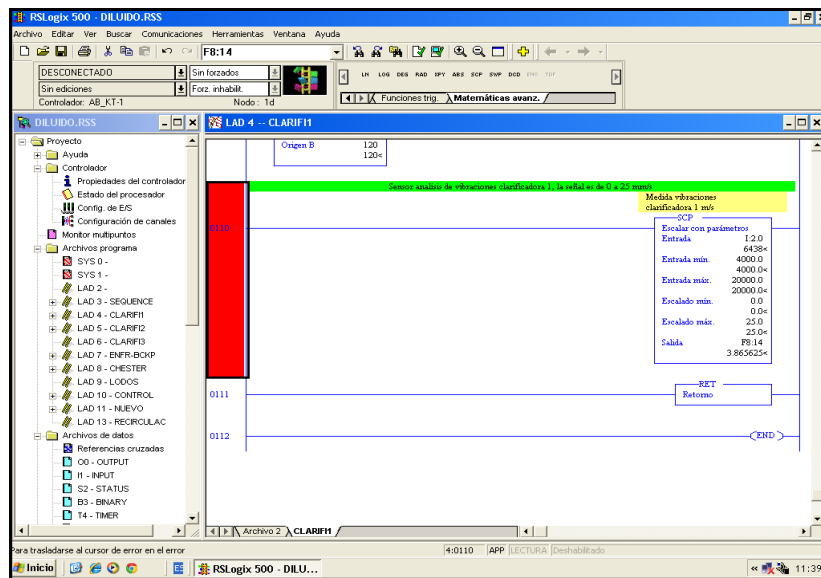 RSLogix 500 - DILUIDO.RSS
Archivo Editar Ver Buscar Comunicaciones Herramientas Ventana Ayuda
F8:14
DESCONECTADO Sin forzados
Sin ediciones Forz. inhabilit.
Controlador: AB_KT-1 Nodo : 1d
LN LOG DEG RAD XPY ABS SCP SWP DCD ENC TDF
Funciones trig. Matemáticas avanz.
DILUIDO.RSS
Proyecto
Ayuda
Controlador
Propiedades del controlador
Estado del procesador
Config. de E/S
Configuración de canales
Monitor multipuntos
Archivos programa
SYS 0 -
SYS 1 -
LAD 2 -
LAD 3 - SEQUENCE
LAD 4 - CLARIFI1
LAD 5 - CLARIFI2
LAD 6 - CLARIFI3
LAD 7 - ENFR-BCKP
LAD 8 - CHESTER
LAD 9 - LODOS
LAD 10 - CONTROL
LAD 11 - NUEVO
LAD 13 - RECIRCULAC
Archivos de datos
Referencias cruzadas
O0 - OUTPUT
I1 - INPUT
S2 - STATUS
B3 - BINARY
T4 - TIMER
LAD 4 -- CLARIFI1
Origen B 120
120<
Sensor analisis de vibraciones clarificadora 1, la señal es de 0 a 25 mm/s
Medida vibraciones
clarificadora 1 m/s
0110
SCP
Escalar con parámetros
Entrada I:2.0
6438<
Entrada mín. 4000.0
4000.0<
Entrada máx. 20000.0
20000.0<
Escalado mín. 0.0
0.0<
Escalado máx. 25.0
25.0<
Salida F8:14
3.865625<
0111
RET
Retorno
0112
END
Archivo 2 CLARIFI1
Para trasladarse al cursor de error en el error
4:0110 APP LECTURA Deshabilitado
Inicio ES RSLogix 500 - DILU... 11:39